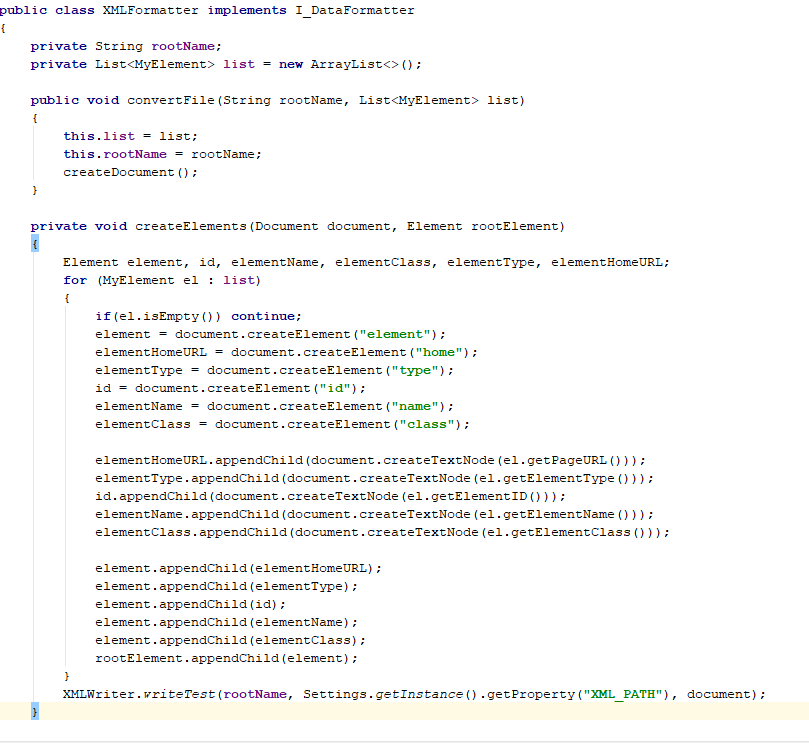 public class XMLFormatter implements I_DataFormatter
{
    private String rootName;
    private List<MyElement> list = new ArrayList<>();

    public void convertFile(String rootName, List<MyElement> list)
    {
        this.list = list;
        this.rootName = rootName;
        createDocument();
    }

    private void createElements(Document document, Element rootElement)
    {
        Element element, id, elementName, elementClass, elementType, elementHomeURL;
        for (MyElement el : list)
        {
            if(el.isEmpty()) continue;
            element = document.createElement("element");
            elementHomeURL = document.createElement("home");
            elementType = document.createElement("type");
            id = document.createElement("id");
            elementName = document.createElement("name");
            elementClass = document.createElement("class");

            elementHomeURL.appendChild(document.createTextNode(el.getPageURL()));
            elementType.appendChild(document.createTextNode(el.getElementType()));
            id.appendChild(document.createTextNode(el.getElementID()));
            elementName.appendChild(document.createTextNode(el.getElementName()));
            elementClass.appendChild(document.createTextNode(el.getElementClass()));

            element.appendChild(elementHomeURL);
            element.appendChild(elementType);
            element.appendChild(id);
            element.appendChild(elementName);
            element.appendChild(elementClass);
            rootElement.appendChild(element);
        }
        XMLWriter.writeTest(rootName, Settings.getInstance().getProperty("XML_PATH"), document);
    }